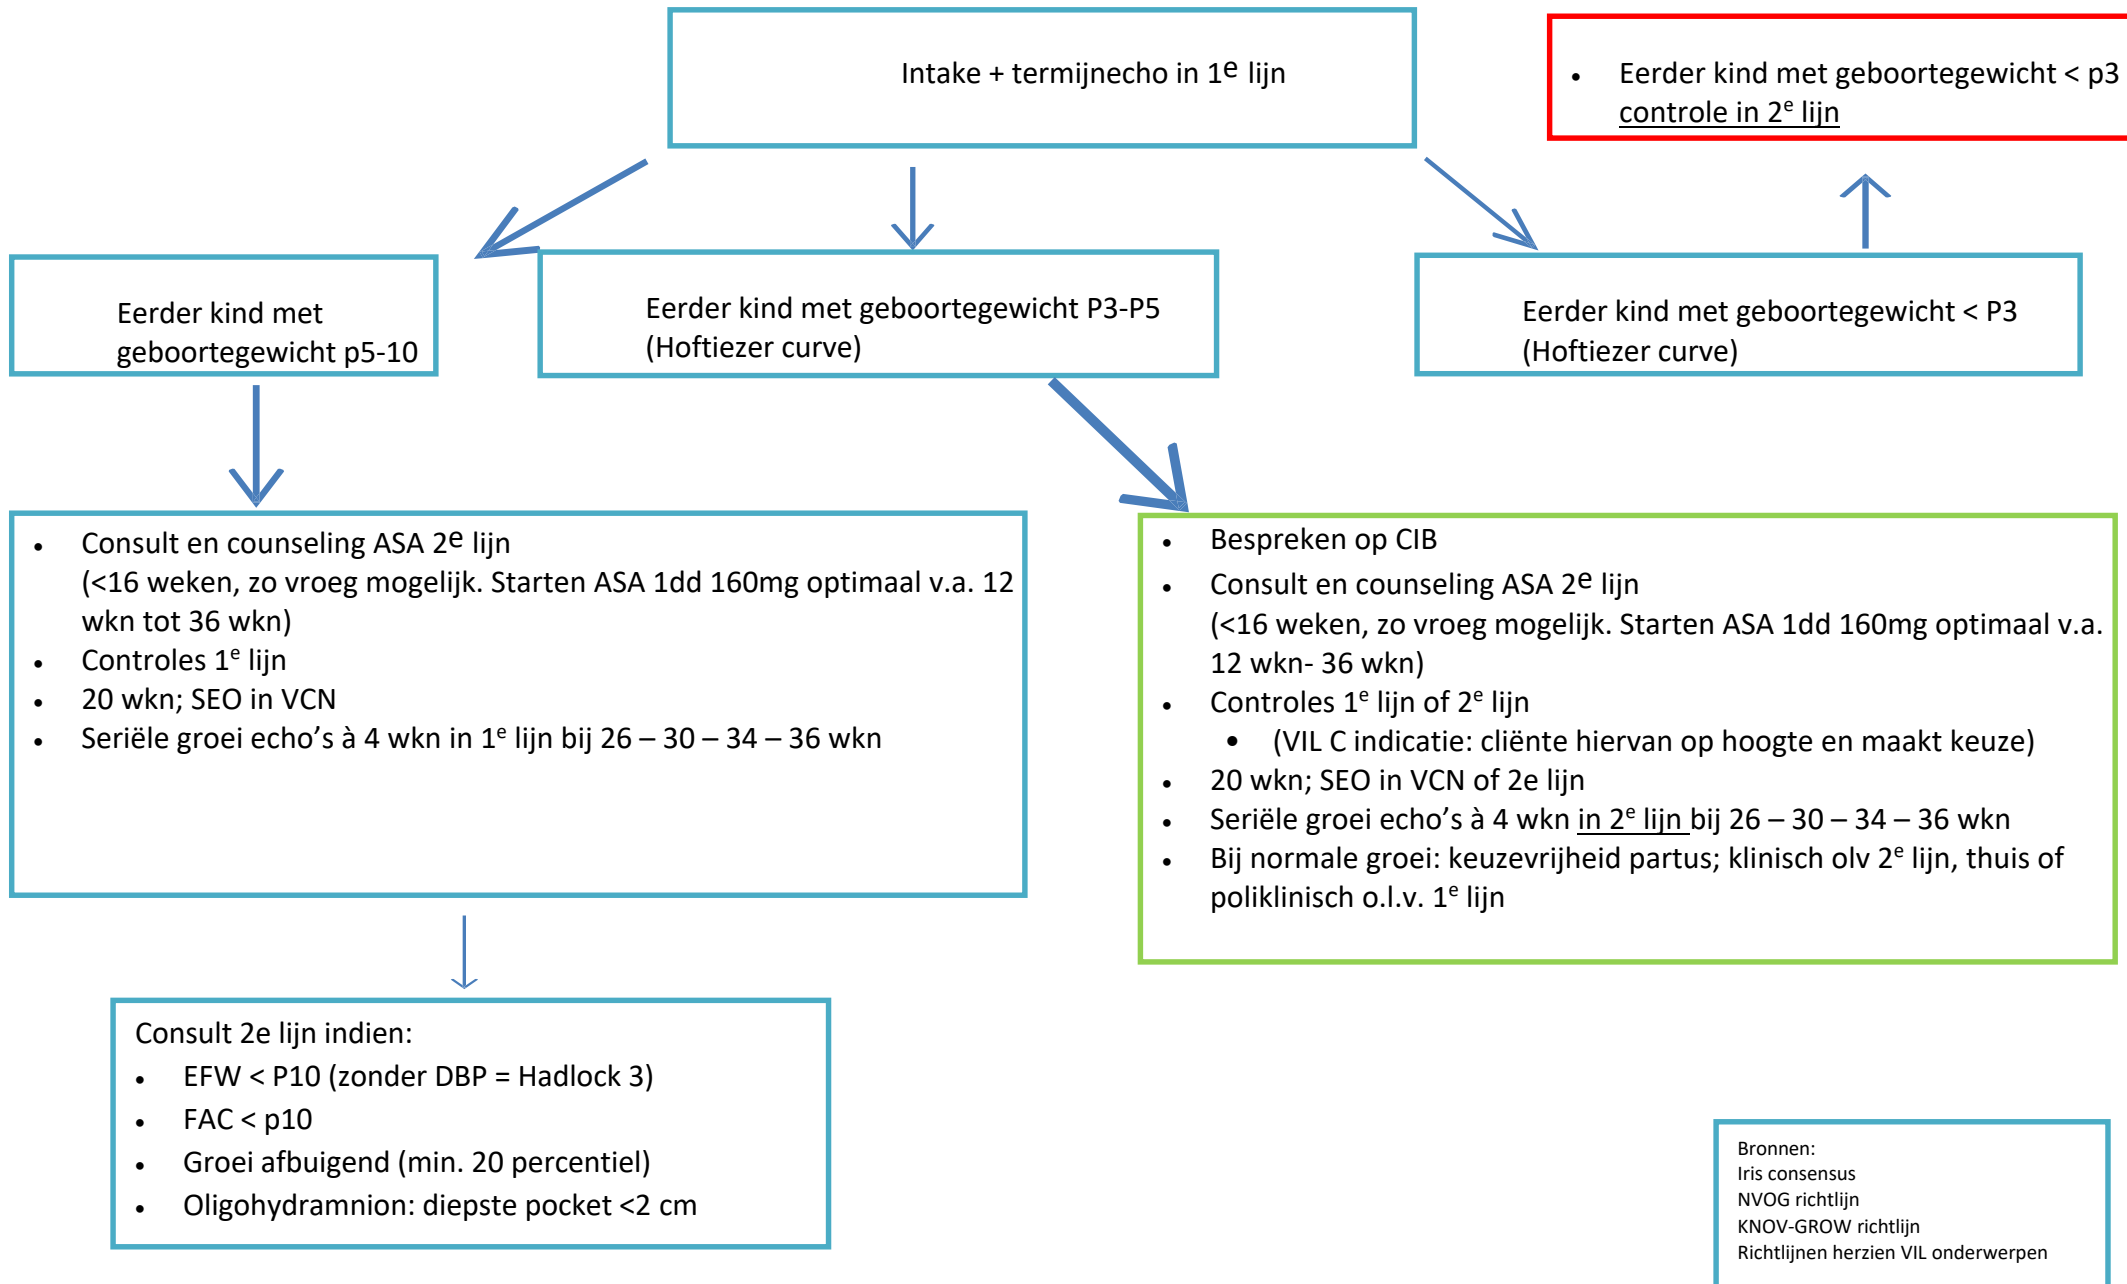 Intake + termijnecho in 1e lijn
• Eerder kind met geboortegewicht < p3
controle in 2e lijn
Eerder kind met
geboortegewicht p5-10
Eerder kind met geboortegewicht P3-P5
(Hoftiezer curve)
Eerder kind met geboortegewicht < P3
(Hoftiezer curve)
• Consult en counseling ASA 2e lijn
(<16 weken, zo vroeg mogelijk. Starten ASA 1dd 160mg optimaal v.a. 12
wkn tot 36 wkn)
• Controles 1e lijn
• 20 wkn; SEO in VCN
• Seriële groei echo's à 4 wkn in 1e lijn bij 26 – 30 – 34 – 36 wkn
• Bespreken op CIB
• Consult en counseling ASA 2e lijn
(<16 weken, zo vroeg mogelijk. Starten ASA 1dd 160mg optimaal v.a.
12 wkn- 36 wkn)
• Controles 1e lijn of 2e lijn
• (VIL C indicatie: cliënte hiervan op hoogte en maakt keuze)
• 20 wkn; SEO in VCN of 2e lijn
• Seriële groei echo’s à 4 wkn in 2e lijn bij 26 – 30 – 34 – 36 wkn
• Bij normale groei: keuzevrijheid partus; klinisch olv 2e lijn, thuis of
poliklinisch o.l.v. 1e lijn
Consult 2e lijn indien:
• EFW < P10 (zonder DBP = Hadlock 3)
• FAC < p10
• Groei afbuigend (min. 20 percentiel)
• Oligohydramnion: diepste pocket <2 cm
Bronnen:
Iris consensus
NVOG richtlijn
KNOV-GROW richtlijn
Richtlijnen herzien VIL onderwerpen